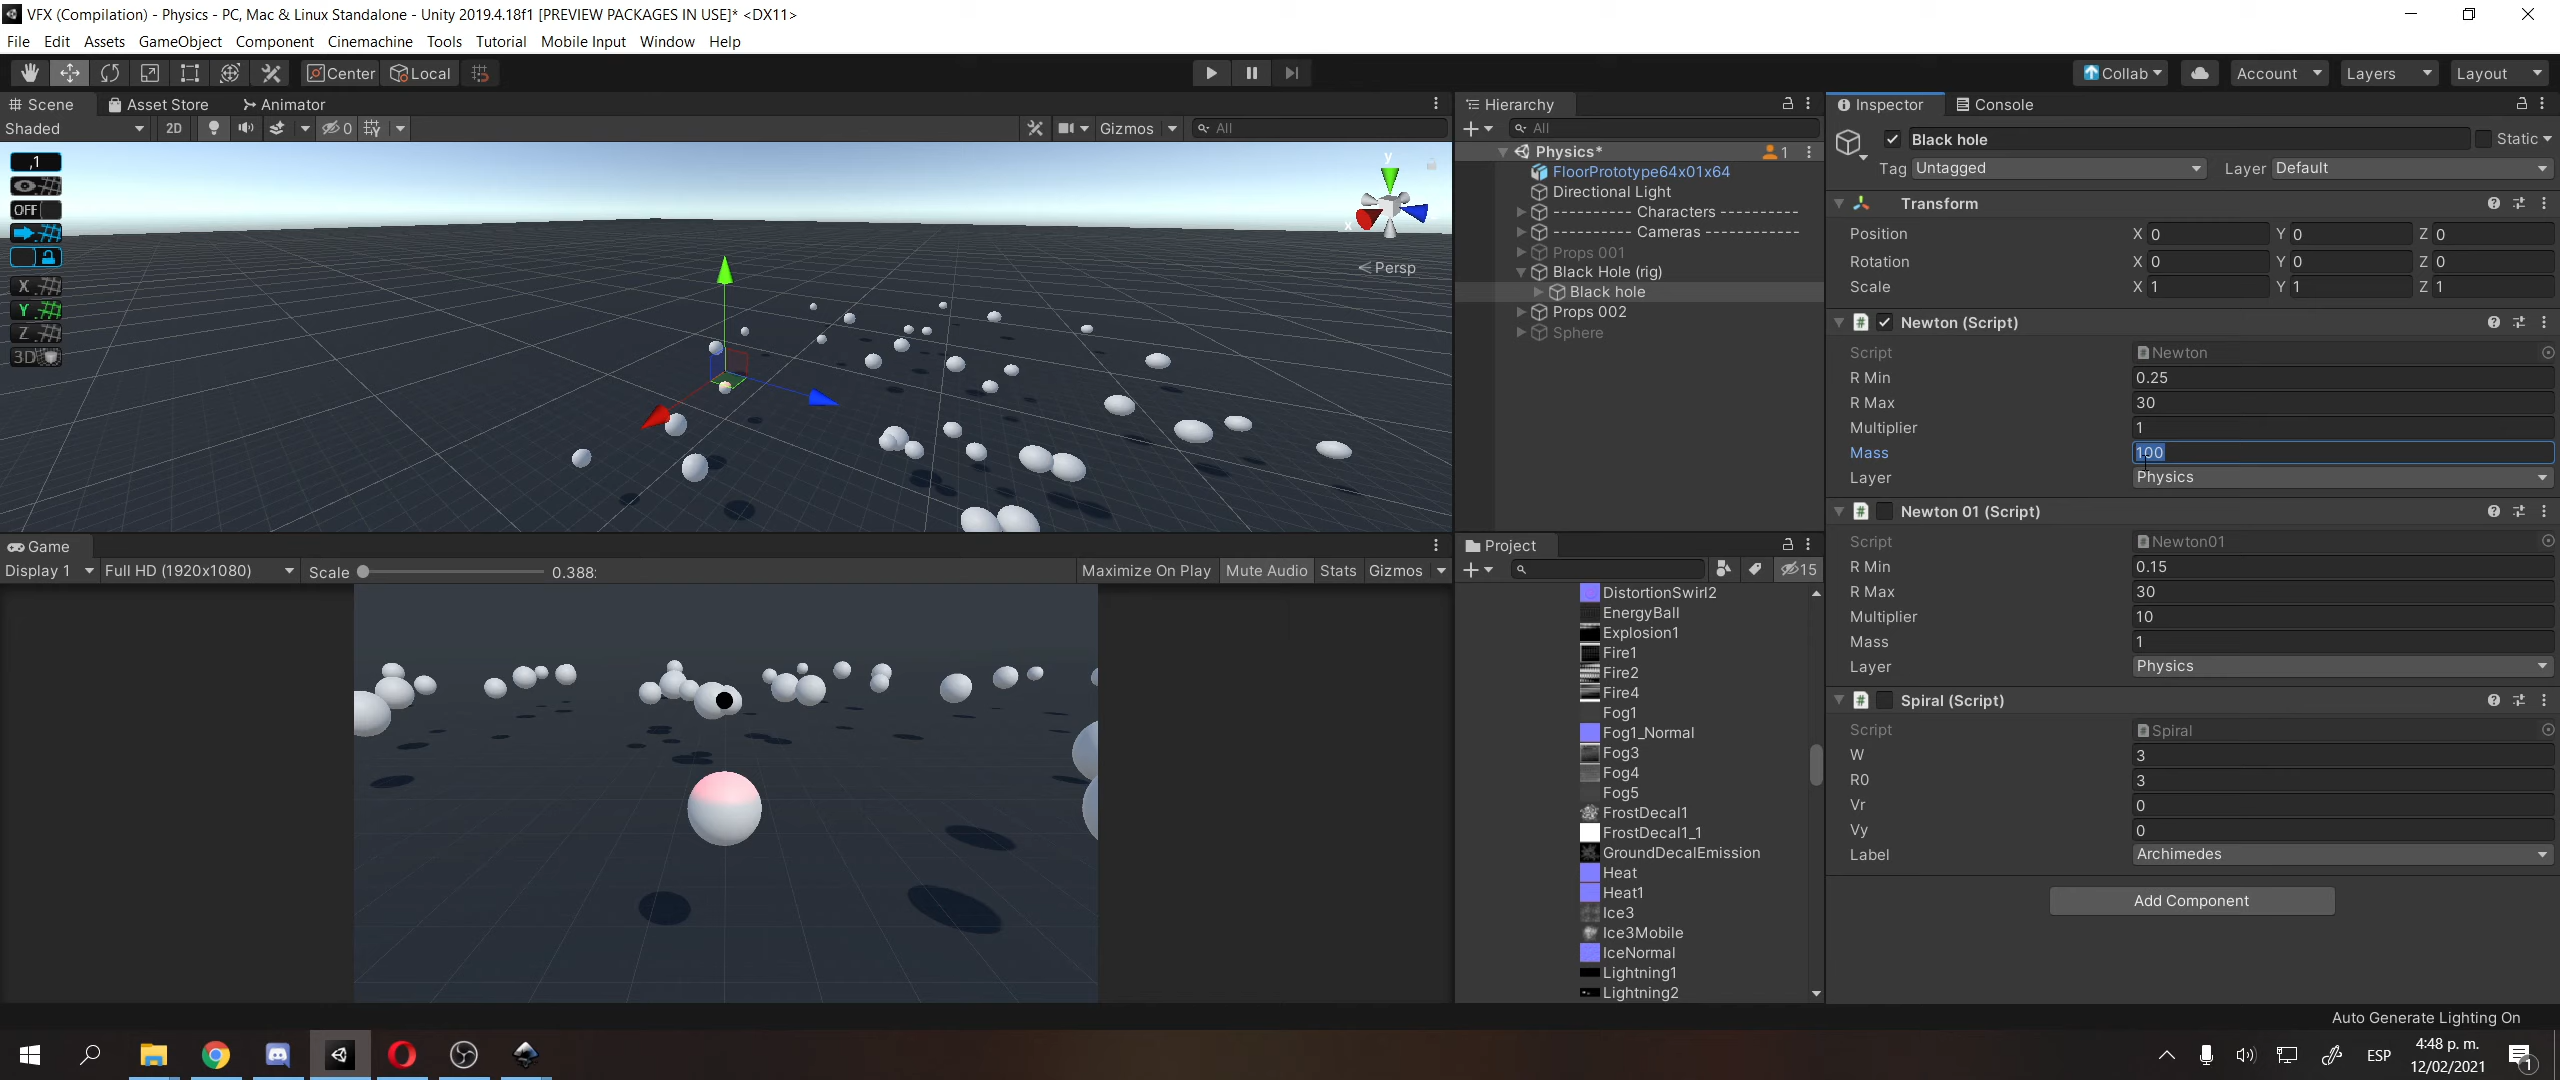 VFX (Compilation) - Physics - PC, Mac & Linux Standalone - Unity 2019.4.18f1 [PREVIEW PACKAGES IN USE]* <DX11>
File Edit Assets GameObject Component Cinemachine Tools Tutorial Mobile Input Window Help
Center Local Collab Account Layers Layout
Scene Asset Store Animator
Shaded 2D 0 Gizmos All
,1
OFF
X
Y
Z
3D
y
x
Persp
Game
Display 1 Full HD (1920x1080) Scale 0.388: Maximize On Play Mute Audio Stats Gizmos
Hierarchy
All
Physics* 1
FloorPrototype64x01x64
Directional Light
---------- Characters ----------
---------- Cameras ------------
Props 001
Black Hole (rig)
Black hole
Props 002
Sphere
Project
15
DistortionSwirl2
EnergyBall
Explosion1
Fire1
Fire2
Fire4
Fog1
Fog1_Normal
Fog3
Fog4
Fog5
FrostDecal1
FrostDecal1_1
GroundDecalEmission
Heat
Heat1
Ice3
Ice3Mobile
IceNormal
Lightning1
Lightning2
Inspector Console
Black hole Static
Tag Untagged Layer Default
Transform
Position X 0 Y 0 Z 0
Rotation X 0 Y 0 Z 0
Scale X 1 Y 1 Z 1
Newton (Script)
Script Newton
R Min 0.25
R Max 30
Multiplier 1
Mass 100
Layer Physics
Newton 01 (Script)
Script Newton01
R Min 0.15
R Max 30
Multiplier 10
Mass 1
Layer Physics
Spiral (Script)
Script Spiral
W 3
R0 3
Vr 0
Vy 0
Label Archimedes
Add Component
Auto Generate Lighting On
ESP 4:48 p. m.
12/02/2021
1